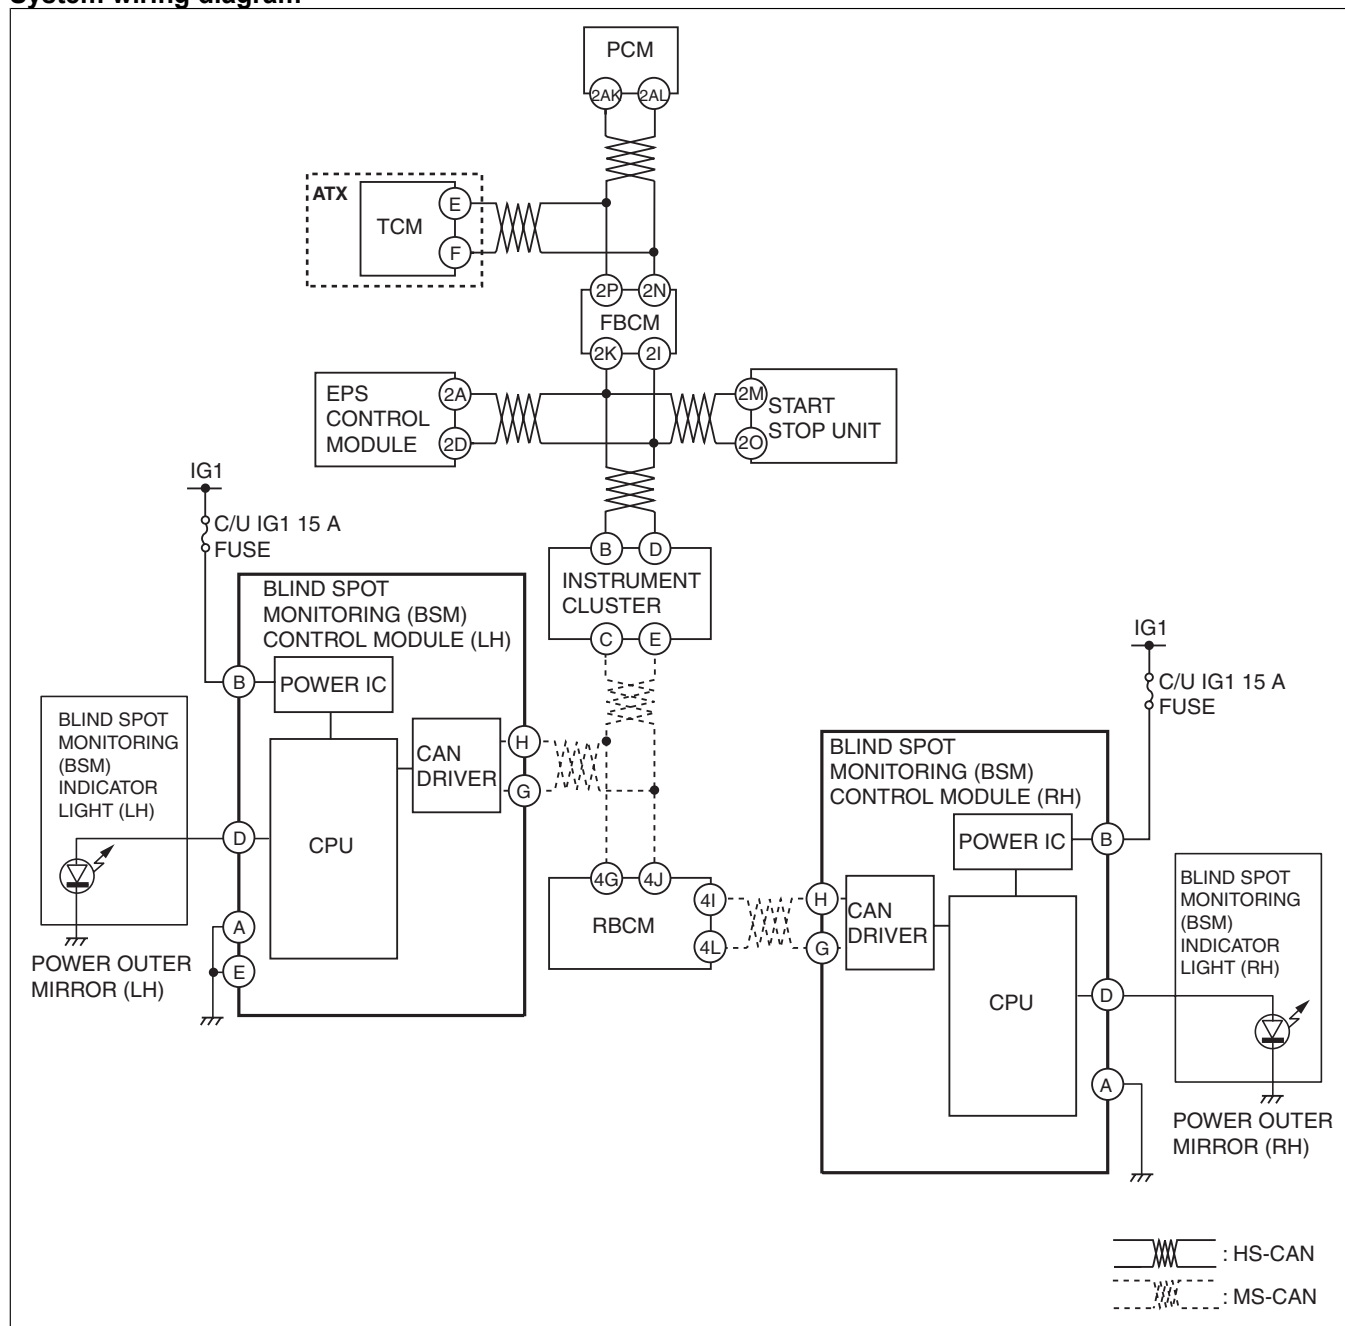 System wiring diagram
PCM
2AK
2AL
ATX
TCM
E
F
2P
2N
FBCM
2K
2I
EPS
CONTROL
MODULE
2A
2D
2M
2O
START
STOP UNIT
IG1
C/U IG1 15 A
FUSE
B
D
INSTRUMENT
CLUSTER
C
E
BLIND SPOT
MONITORING (BSM)
CONTROL MODULE (LH)
B
POWER IC
CAN
DRIVER
H
G
CPU
D
A
E
BLIND SPOT
MONITORING
(BSM)
INDICATOR
LIGHT (LH)
POWER OUTER
MIRROR (LH)
4G
4J
4I
4L
RBCM
IG1
C/U IG1 15 A
FUSE
BLIND SPOT
MONITORING (BSM)
CONTROL MODULE (RH)
POWER IC
B
H
G
CAN
DRIVER
CPU
D
A
BLIND SPOT
MONITORING
(BSM)
INDICATOR
LIGHT (RH)
POWER OUTER
MIRROR (RH)
: HS-CAN
: MS-CAN